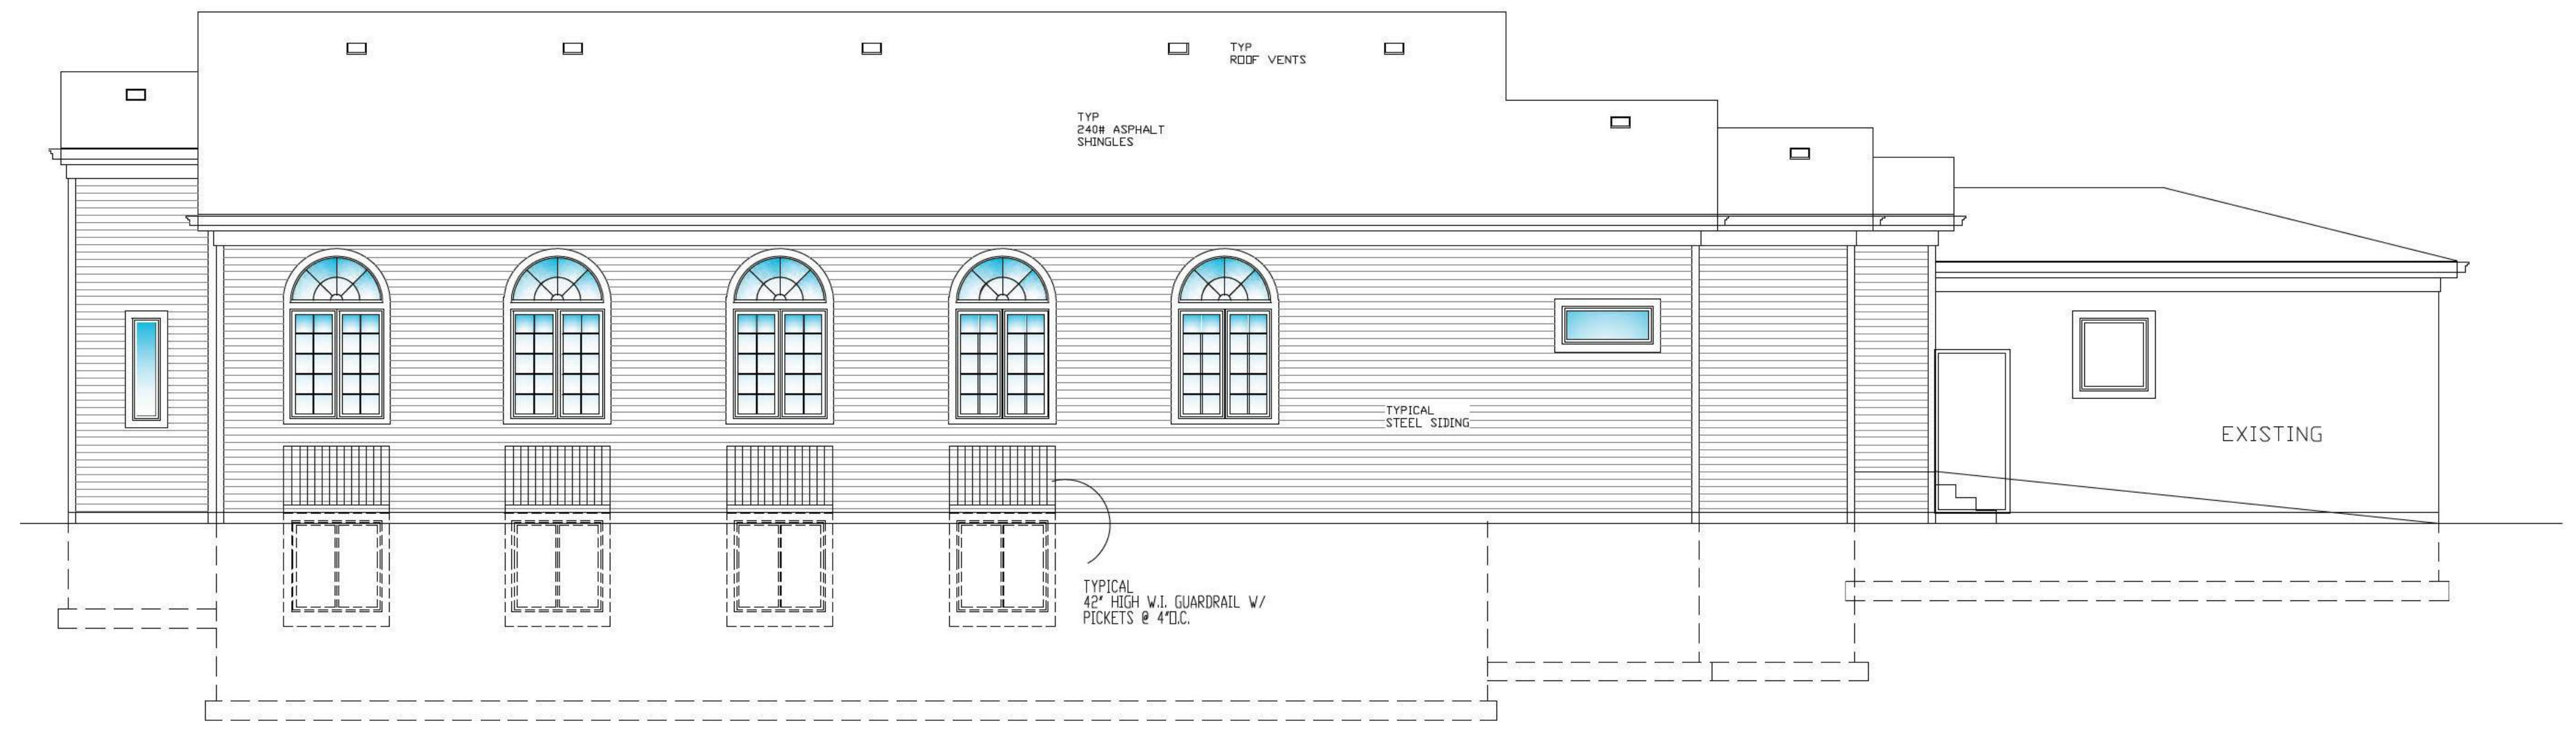 TYP
ROOF VENTS
TYP
240# ASPHALT
SHINGLES
TYPICAL
STEEL SIDING
EXISTING
TYPICAL
42" HIGH W.I. GUARDRAIL W/
PICKETS @ 4"O.C.